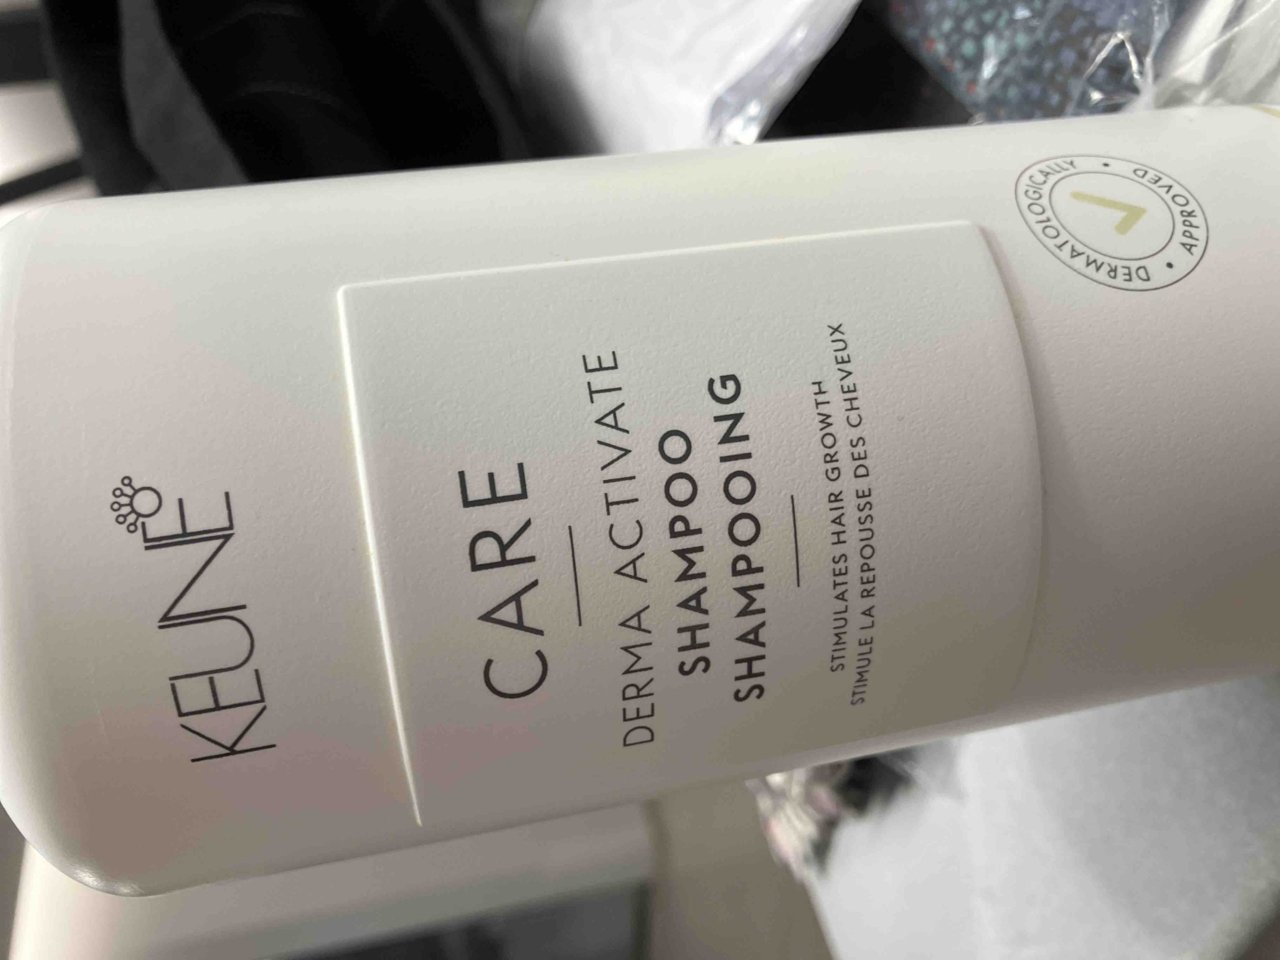 KEUNE
CARE
DERMA ACTIVATE
SHAMPOO
SHAMPOOING
STIMULATES HAIR GROWTH
STIMULE LA REPOUSSE DES CHEVEUX
DERMATOLOGICALLY • APPROVED •